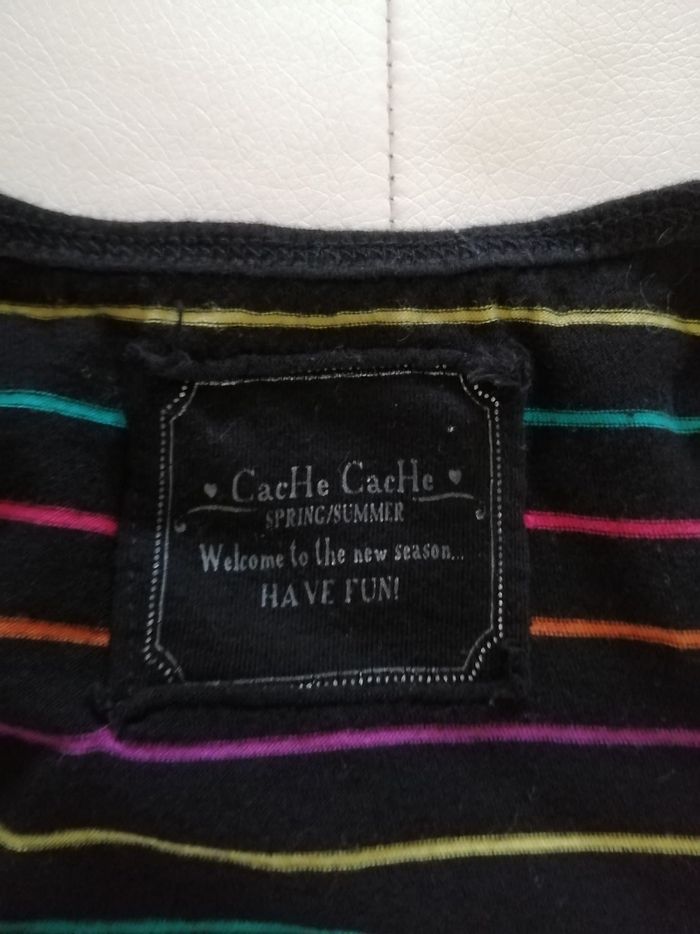 CacHe CacHe
SPRING/SUMMER
Welcome to the new season...
HAVE FUN!